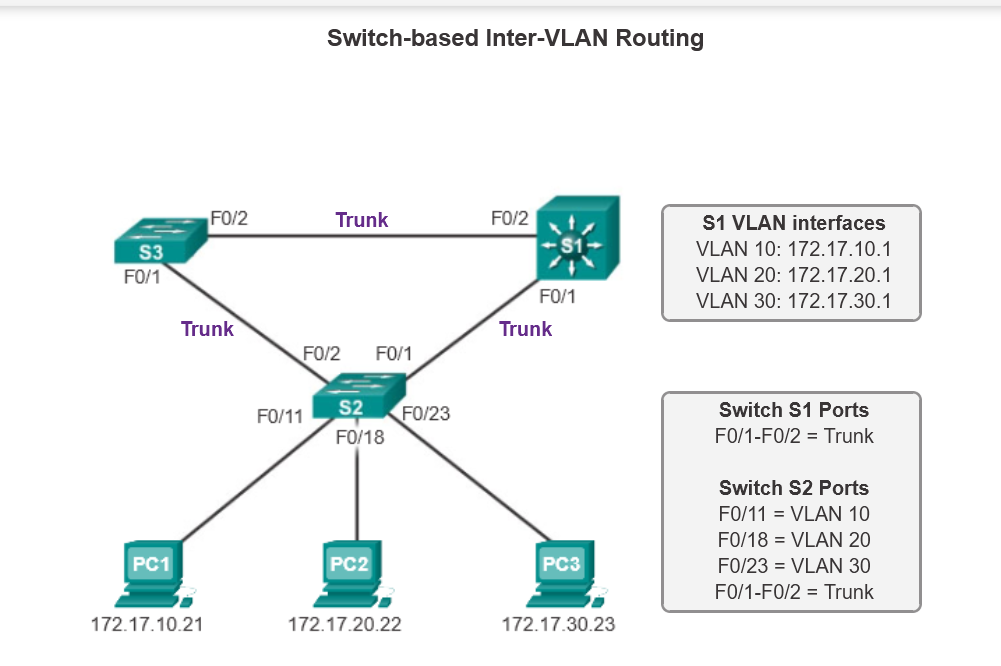 Switch-based Inter-VLAN Routing
F0/2
Trunk
F0/2
S3
S1
F0/1
F0/1
Trunk
Trunk
F0/2
F0/1
S2
F0/11
F0/23
F0/18
PC1
PC2
PC3
172.17.10.21
172.17.20.22
172.17.30.23
S1 VLAN interfaces
VLAN 10: 172.17.10.1
VLAN 20: 172.17.20.1
VLAN 30: 172.17.30.1
Switch S1 Ports
F0/1-F0/2 = Trunk
Switch S2 Ports
F0/11 = VLAN 10
F0/18 = VLAN 20
F0/23 = VLAN 30
F0/1-F0/2 = Trunk